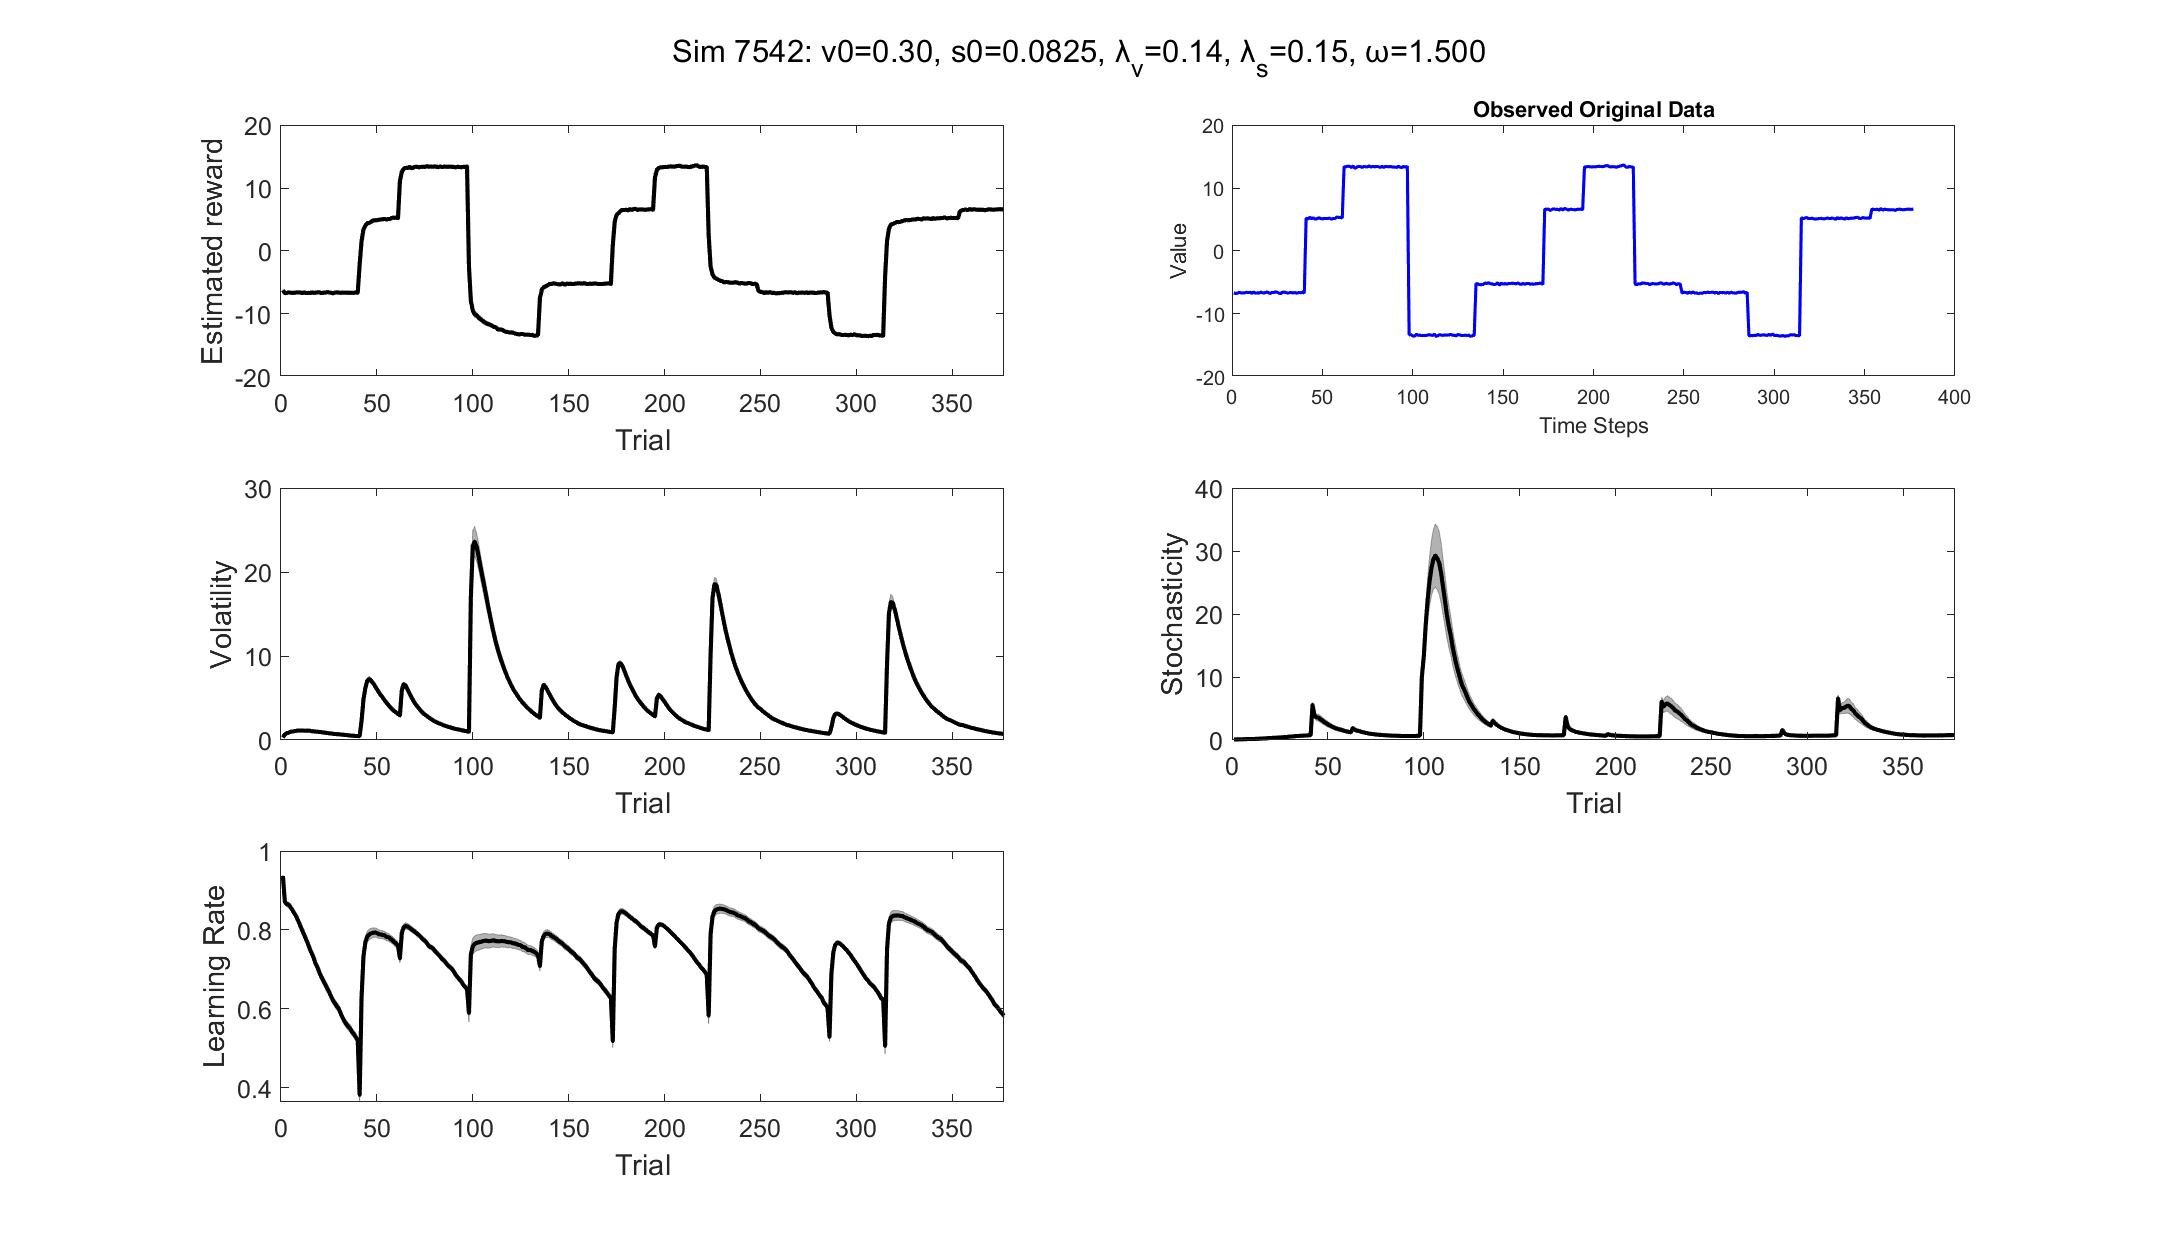 Sim 7542: v0=0.30, s0=0.0825, λ_v=0.14, λ_s=0.15, ω=1.500
Estimated reward
20
10
0
-10
-20
0 50 100 150 200 250 300 350
Trial
Observed Original Data
Value
20
10
0
-10
-20
0 50 100 150 200 250 300 350 400
Time Steps
Volatility
30
20
10
0
0 50 100 150 200 250 300 350
Trial
Stochasticity
40
30
20
10
0
0 50 100 150 200 250 300 350
Trial
Learning Rate
1
0.8
0.6
0.4
0 50 100 150 200 250 300 350
Trial